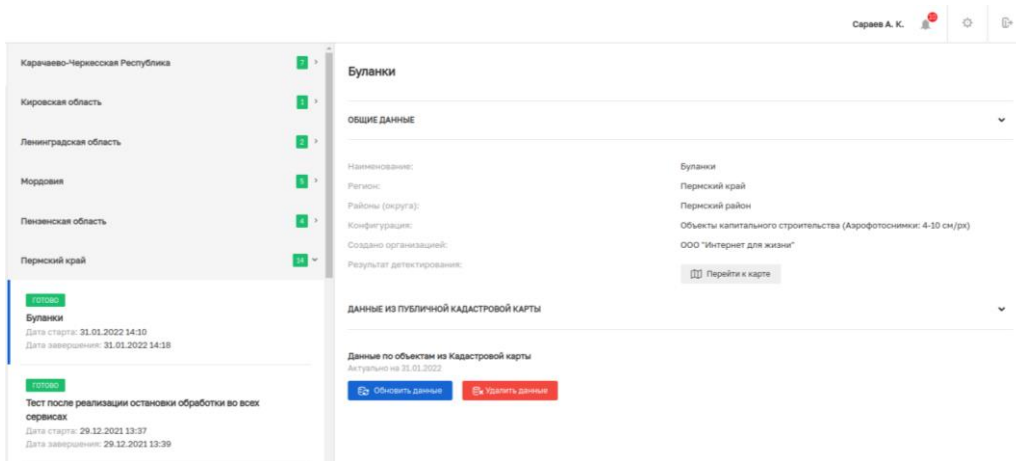 Сараев А. К.
Карачаево-Черкесская Республика 7
Кировская область 1
Ленинградская область 2
Мордовия 5
Пензенская область 4
Пермский край 14
ГОТОВО
Буланки
Дата старта: 31.01.2022 14:10
Дата завершения: 31.01.2022 14:18
ГОТОВО
Тест после реализации остановки обработки во всех
сервисах
Дата старта: 29.12.2021 13:37
Дата завершения: 29.12.2021 13:39
Буланки
ОБЩИЕ ДАННЫЕ
Наименование: Буланки
Регион: Пермский край
Районы (округа): Пермский район
Конфигурация: Объекты капитального строительства (Аэрофотоснимки: 4-10 см/px)
Создано организацией: ООО "Интернет для жизни"
Результат детектирования: Перейти к карте
ДАННЫЕ ИЗ ПУБЛИЧНОЙ КАДАСТРОВОЙ КАРТЫ
Данные по объектам из Кадастровой карты
Актуально на 31.01.2022
Обновить данные Удалить данные